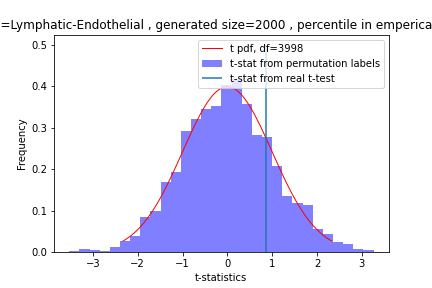 =Lymphatic-Endothelial , generated size=2000 , percentile in emperica
0.5
0.4
0.3
0.2
0.1
0.0
Frequency
t pdf, df=3998
t-stat from permutation labels
t-stat from real t-test
−3
−2
−1
0
1
2
3
t-statistics